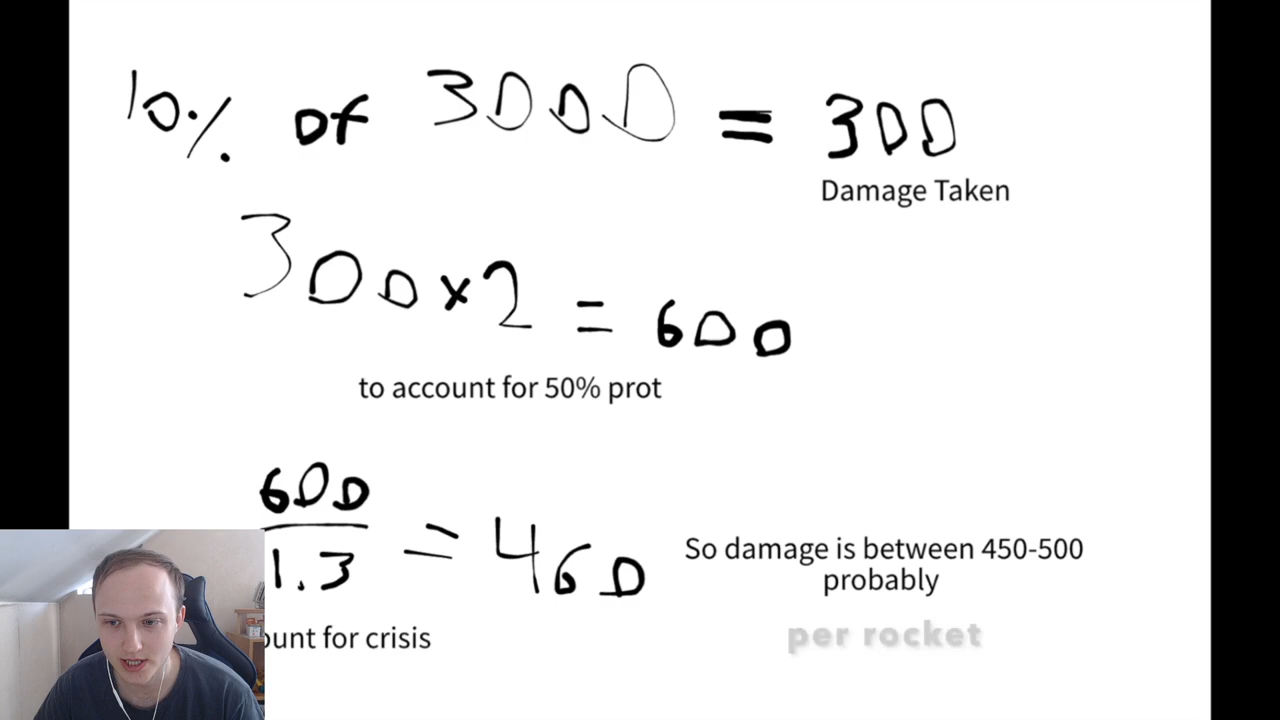 10% of 3000 = 300
Damage Taken
300x2 = 600
to account for 50% prot
600
1.3 = 460
So damage is between 450-500
probably
per rocket
for crisis